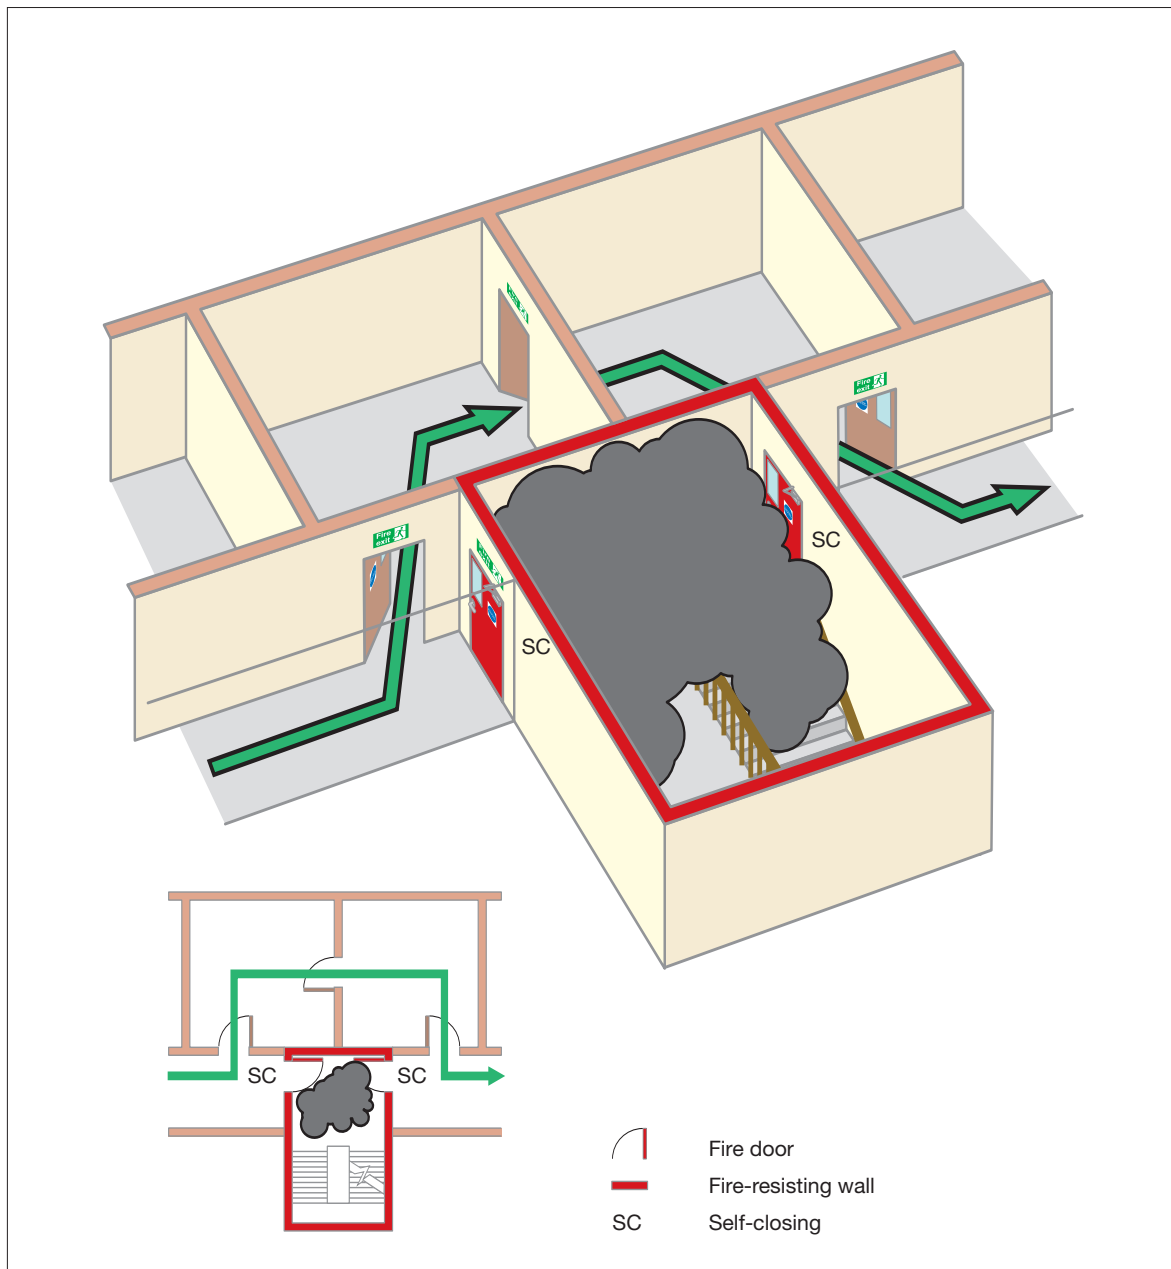 Fire
exit
SC
Fire
exit
SC
SC
SC
Fire door
Fire-resisting wall
SC
Self-closing